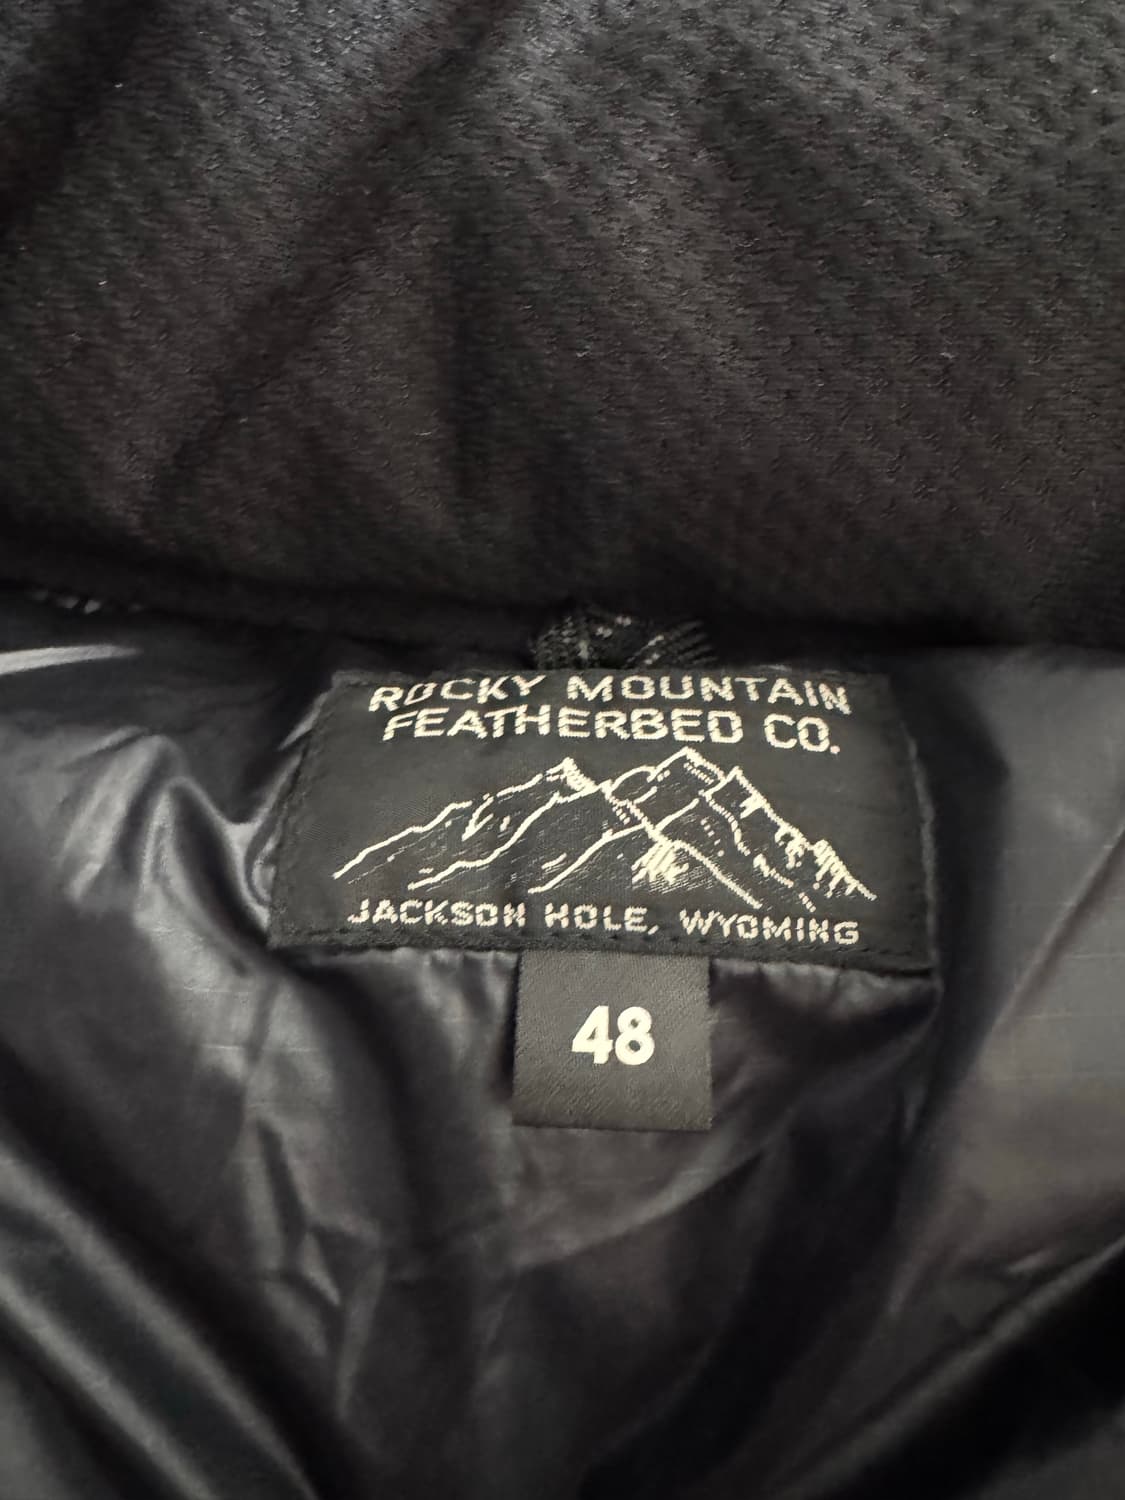 ROCKY MOUNTAIN
FEATHERBED CO.
JACKSON HOLE, WYOMING
48